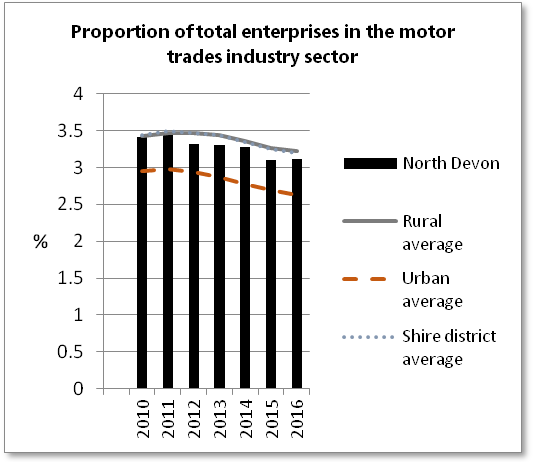 Proportion of total enterprises in the motor
trades industry sector
4
3.5
3
2.5
2
1.5
1
0.5
0
%
2010
2011
2012
2013
2014
2015
2016
North Devon
Rural
average
Urban
average
Shire district
average